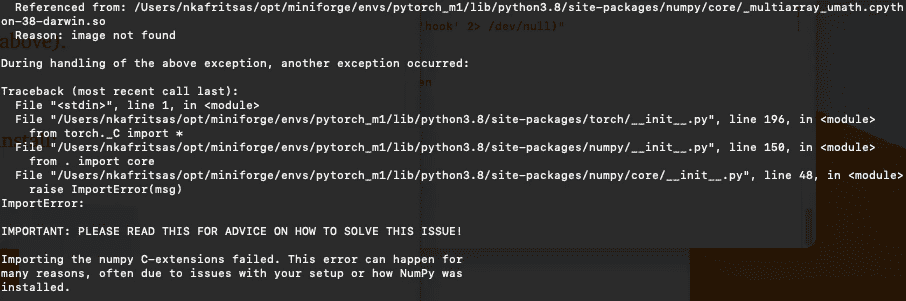 Referenced from: /Users/nkafritsas/opt/miniforge/envs/pytorch_m1/lib/python3.8/site-packages/numpy/core/_multiarray_umath.cpyth
on-38-darwin.so
'hook' 2> /dev/null)"
Reason: image not found
above).
During handling of the above exception, another exception occurred:
Traceback (most recent call last):
File "<stdin>", line 1, in <module>
File "/Users/nkafritsas/opt/miniforge/envs/pytorch_m1/lib/python3.8/site-packages/torch/__init__.py", line 196, in <module>
from torch._C import *
File "/Users/nkafritsas/opt/miniforge/envs/pytorch_m1/lib/python3.8/site-packages/numpy/__init__.py", line 150, in <module>
from . import core
File "/Users/nkafritsas/opt/miniforge/envs/pytorch_m1/lib/python3.8/site-packages/numpy/core/__init__.py", line 48, in <module>
raise ImportError(msg)
ImportError:
IMPORTANT: PLEASE READ THIS FOR ADVICE ON HOW TO SOLVE THIS ISSUE!
Importing the numpy C-extensions failed. This error can happen for
many reasons, often due to issues with your setup or how NumPy was
installed.